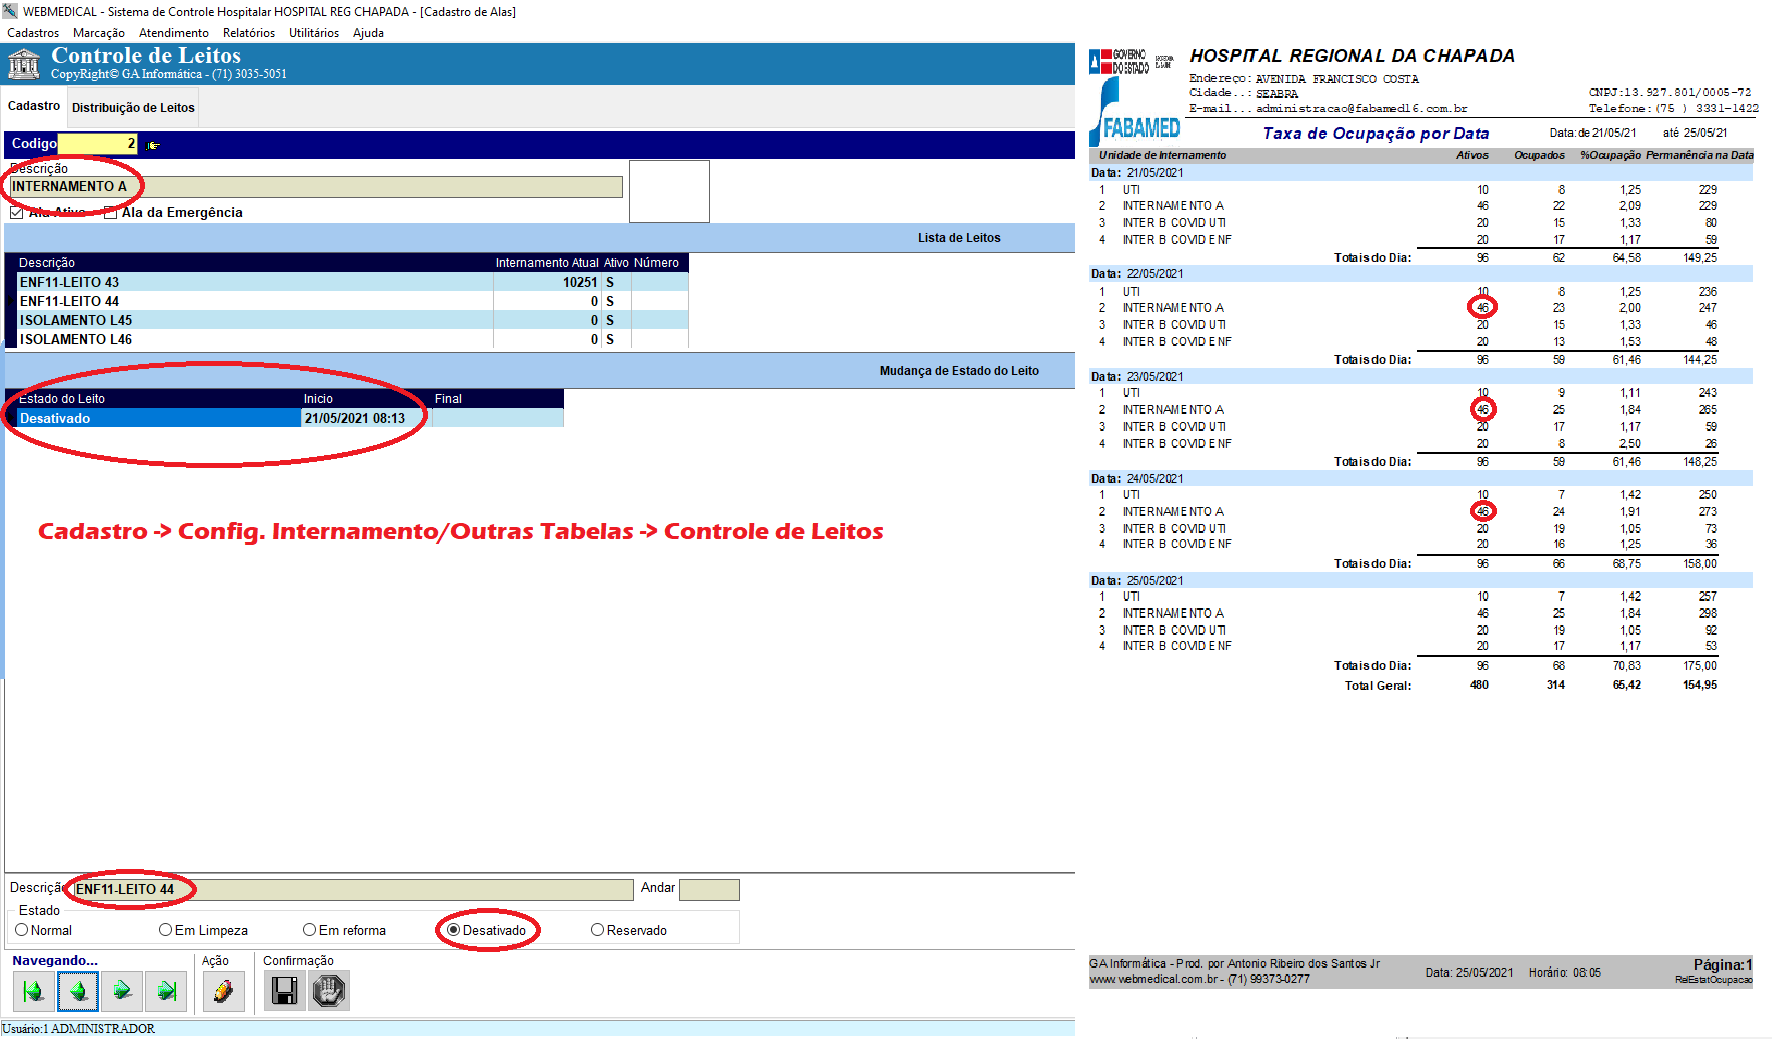 WEBMEDICAL - Sistema de Controle Hospitalar HOSPITAL REG CHAPADA - [Cadastro de Alas]
Cadastros Marcação Atendimento Relatórios Utilitários Ajuda
Controle de Leitos
CopyRight© GA Informática - (71) 3035-5051
Cadastro Distribuição de Leitos
Codigo 2
Descrição
INTERNAMENTO A
Ala Ativo Ala da Emergência
Lista de Leitos
Descrição Internamento Atual Ativo Número
ENF11-LEITO 43 10251 S
ENF11-LEITO 44 0 S
ISOLAMENTO L45 0 S
ISOLAMENTO L46 0 S
Mudança de Estado do Leito
Estado do Leito Inicio Final
Desativado 21/05/2021 08:13
Cadastro -> Config. Internamento/Outras Tabelas -> Controle de Leitos
Descrição ENF11-LEITO 44 Andar
Estado
Normal Em Limpeza Em reforma Desativado Reservado
Navegando... Ação Confirmação
Usuário:1 ADMINISTRADOR
GOVERNO DO ESTADO
FABAMED
HOSPITAL REGIONAL DA CHAPADA
Endereço: AVENIDA FRANCISCO COSTA
Cidade..: SEABRA CNPJ:13.927.801/0005-72
E-mail... administracao@fabamed16.com.br Telefone:(75 ) 3331-1422
Taxa de Ocupação por Data Data: de 21/05/21 até 25/05/21
Unidade de Internamento Ativos Ocupados %Ocupação Permanência na Data
Data: 21/05/2021
1 UTI 10 8 1,25 229
2 INTERNAMENTO A 46 22 2,09 229
3 INTER B COVID UTI 20 15 1,33 80
4 INTER B COVID ENF 20 17 1,17 59
Totais do Dia: 96 62 64,58 149,25
Data: 22/05/2021
1 UTI 10 8 1,25 236
2 INTERNAMENTO A 46 23 2,00 247
3 INTER B COVID UTI 20 15 1,33 46
4 INTER B COVID ENF 20 13 1,53 48
Totais do Dia: 96 59 61,46 144,25
Data: 23/05/2021
1 UTI 10 9 1,11 243
2 INTERNAMENTO A 46 25 1,84 265
3 INTER B COVID UTI 20 17 1,17 59
4 INTER B COVID ENF 20 8 2,50 26
Totais do Dia: 96 59 61,46 148,25
Data: 24/05/2021
1 UTI 10 7 1,42 250
2 INTERNAMENTO A 46 24 1,91 273
3 INTER B COVID UTI 20 19 1,05 73
4 INTER B COVID ENF 20 16 1,25 36
Totais do Dia: 96 66 68,75 158,00
Data: 25/05/2021
1 UTI 10 7 1,42 257
2 INTERNAMENTO A 46 25 1,84 298
3 INTER B COVID UTI 20 19 1,05 92
4 INTER B COVID ENF 20 17 1,17 53
Totais do Dia: 96 68 70,83 175,00
Total Geral: 480 314 65,42 154,95
GA Informática - Prod. por Antonio Ribeiro dos Santos Jr
www.webmedical.com.br - (71) 99373-0277
Data: 25/05/2021 Horário: 08:05
Página:1
RelEstatOcupacao